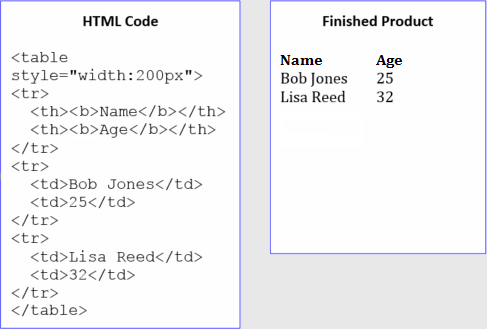 HTML Code
<table
style="width:200px">
<tr>
<th><b>Name</b></th>
<th><b>Age</b></th>
</tr>
<tr>
<td>Bob Jones</td>
<td>25</td>
</tr>
<tr>
<td>Lisa Reed</td>
<td>32</td>
</tr>
</table>
Finished Product
Name Age
Bob Jones 25
Lisa Reed 32